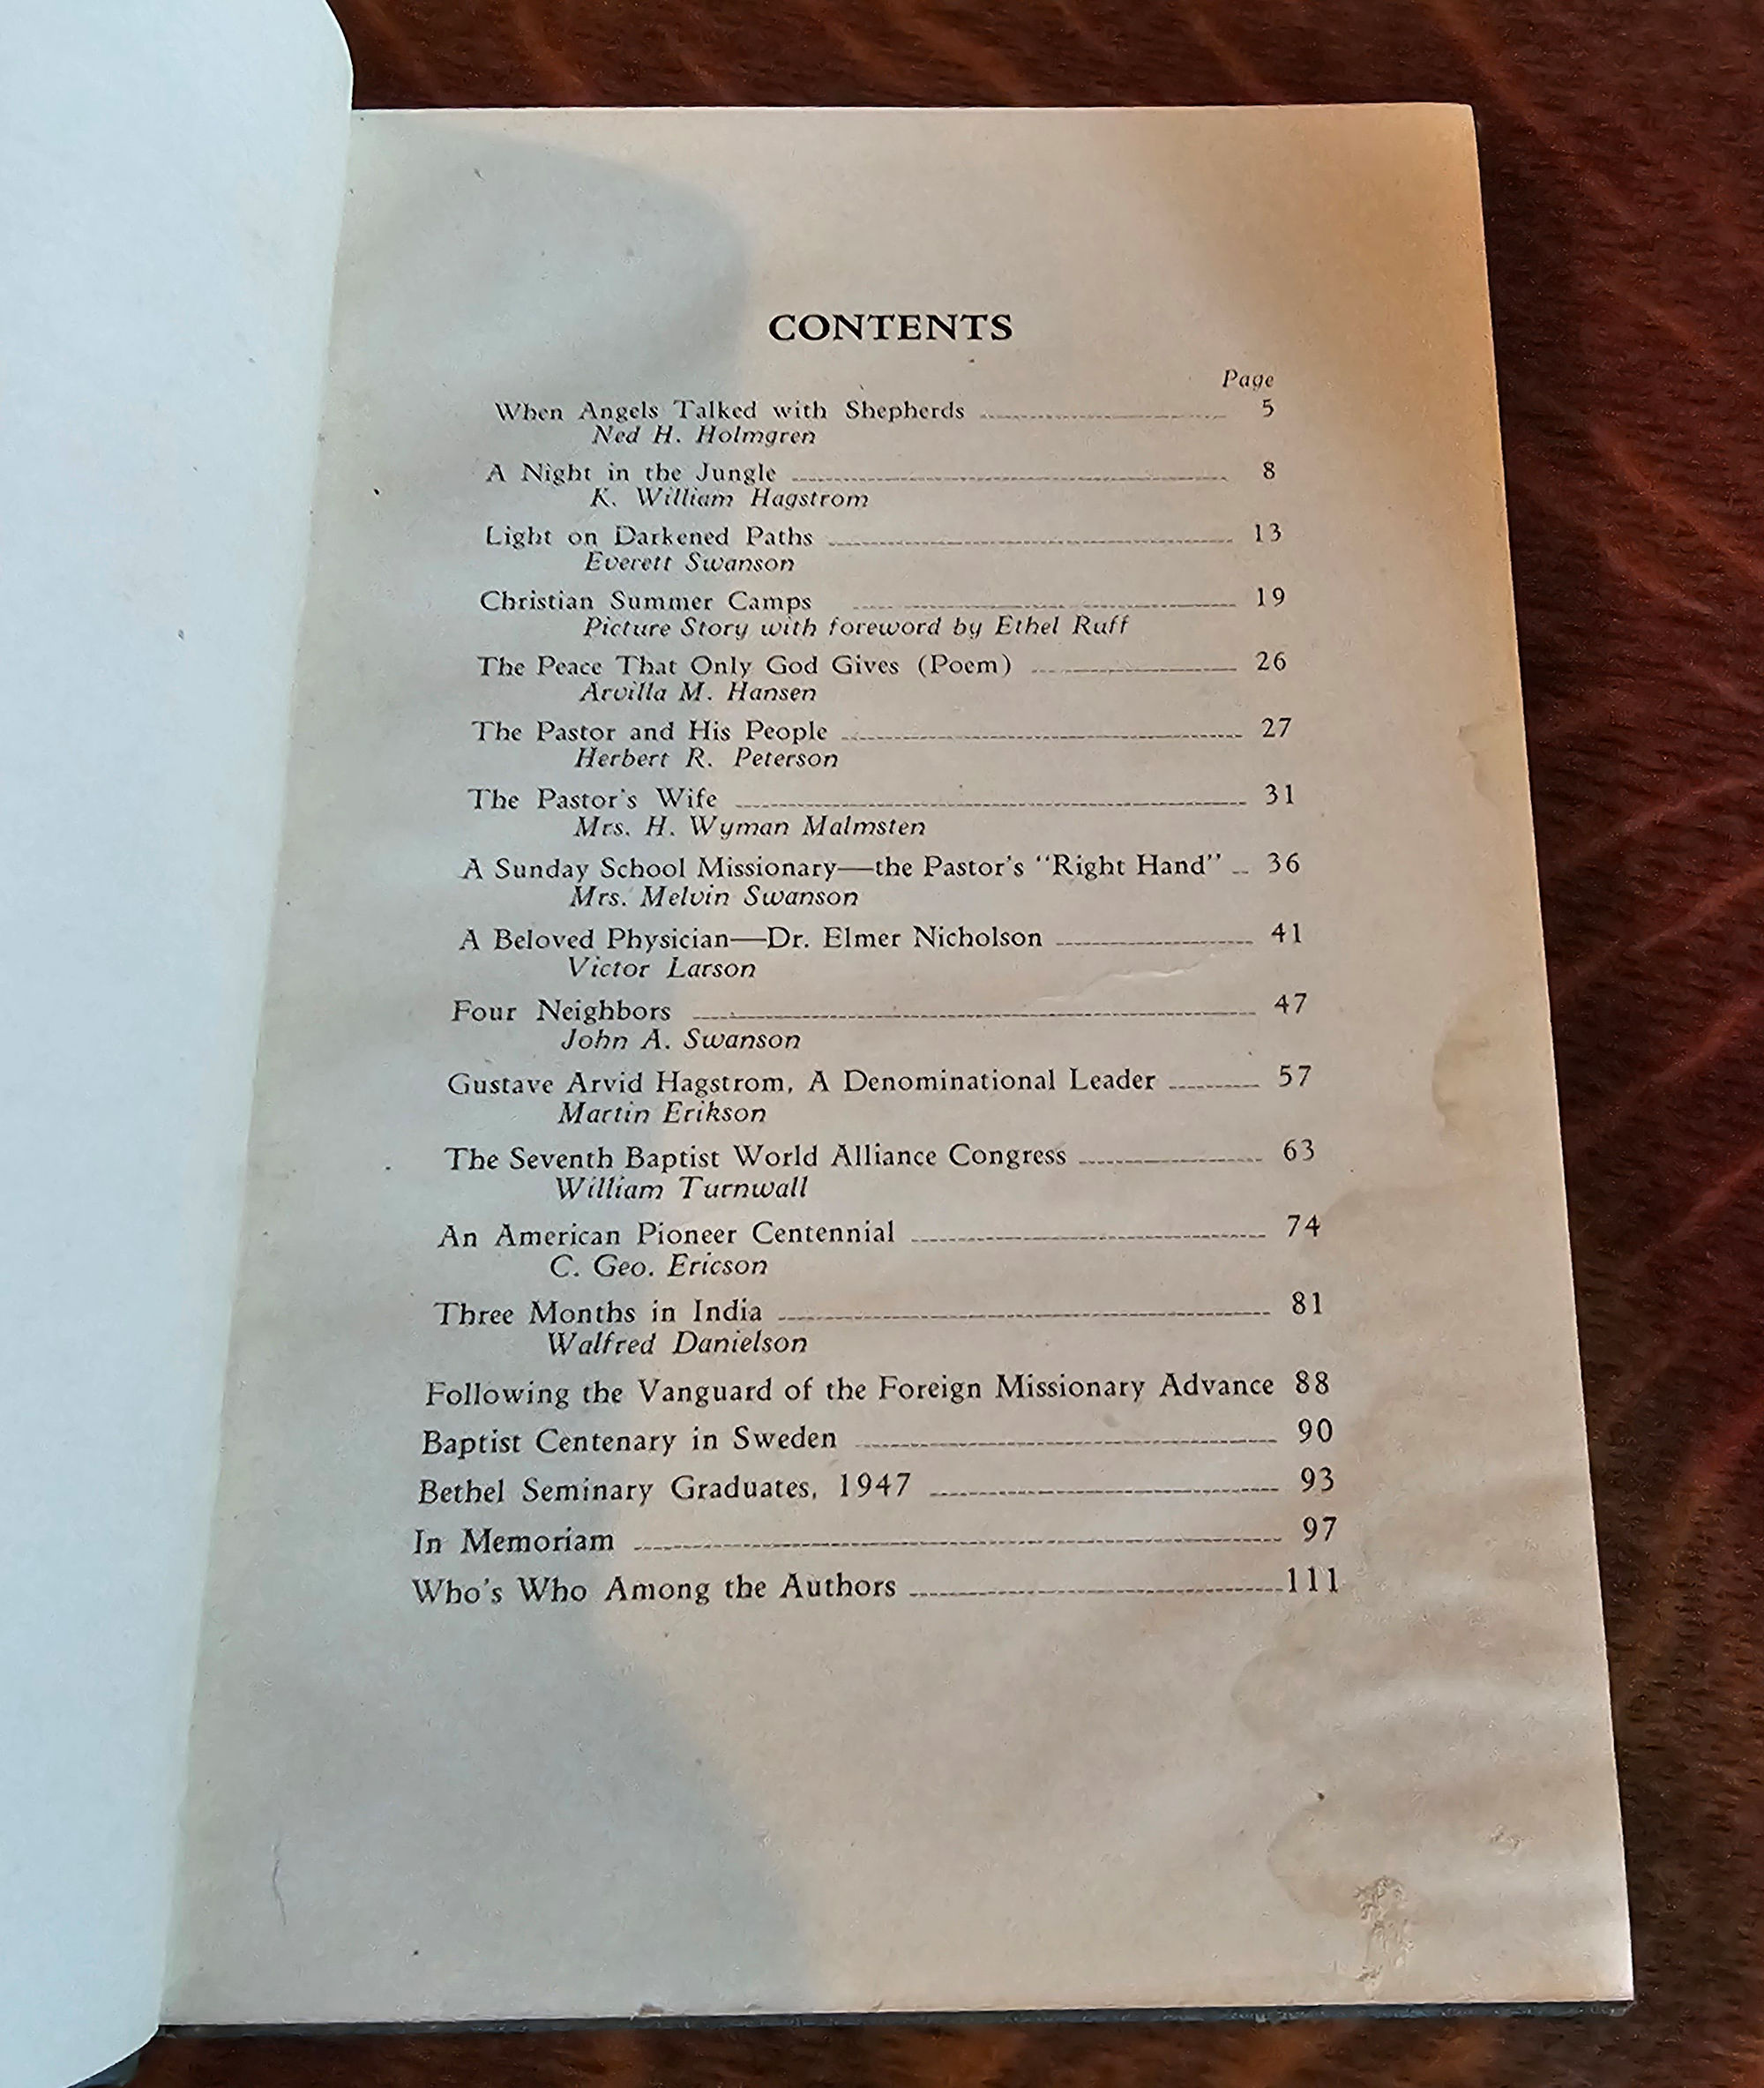 CONTENTS
Page
When Angels Talked with Shepherds 5
Ned H. Holmgren
A Night in the Jungle 8
K. William Hagstrom
Light on Darkened Paths 13
Everett Swanson
Christian Summer Camps 19
Picture Story with foreword by Ethel Ruff
The Peace That Only God Gives (Poem) 26
Arvilla M. Hansen
The Pastor and His People 27
Herbert R. Peterson
The Pastor's Wife 31
Mrs. H. Wyman Malmsten
A Sunday School Missionary—the Pastor's "Right Hand" 36
Mrs. Melvin Swanson
A Beloved Physician—Dr. Elmer Nicholson 41
Victor Larson
Four Neighbors 47
John A. Swanson
Gustave Arvid Hagstrom, A Denominational Leader 57
Martin Erikson
The Seventh Baptist World Alliance Congress 63
William Turnwall
An American Pioneer Centennial 74
C. Geo. Ericson
Three Months in India 81
Walfred Danielson
Following the Vanguard of the Foreign Missionary Advance 88
Baptist Centenary in Sweden 90
Bethel Seminary Graduates, 1947 93
In Memoriam 97
Who's Who Among the Authors 111